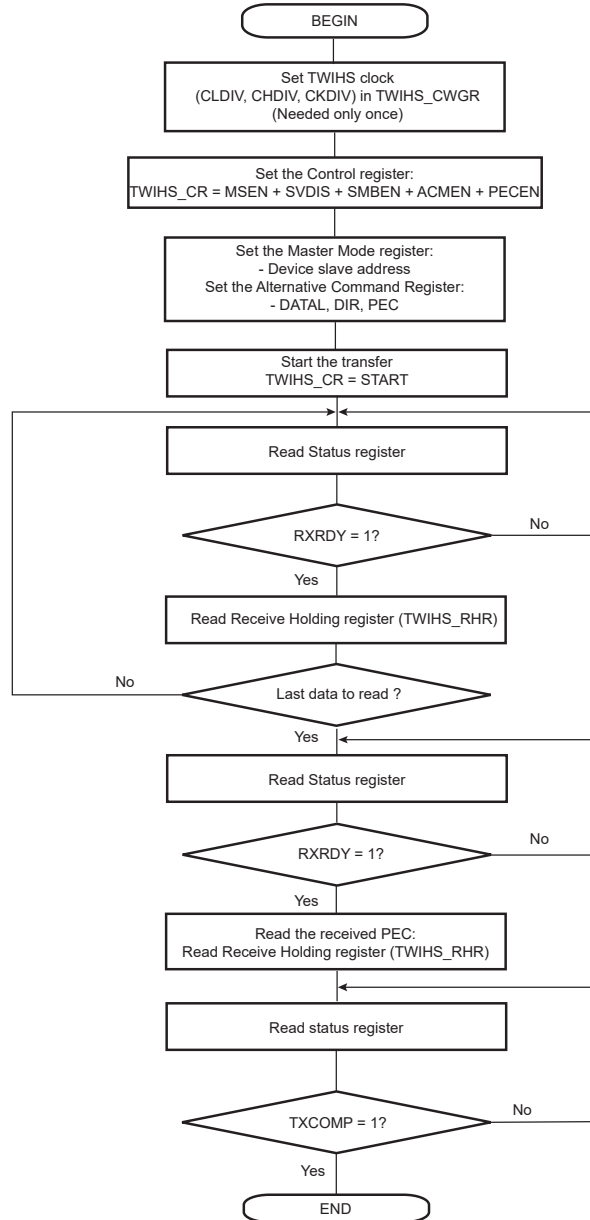 BEGIN
Set TWIHS clock
(CLDIV, CHDIV, CKDIV) in TWIHS_CWGR
(Needed only once)
Set the Control register:
TWIHS_CR = MSEN + SVDIS + SMBEN + ACMEN + PECEN
Set the Master Mode register:
- Device slave address
Set the Alternative Command Register:
- DATAL, DIR, PEC
Start the transfer
TWIHS_CR = START
Read Status register
RXRDY = 1?
No
Yes
Read Receive Holding register (TWIHS_RHR)
No
Last data to read ?
Yes
Read Status register
RXRDY = 1?
No
Yes
Read the received PEC:
Read Receive Holding register (TWIHS_RHR)
Read status register
TXCOMP = 1?
No
Yes
END